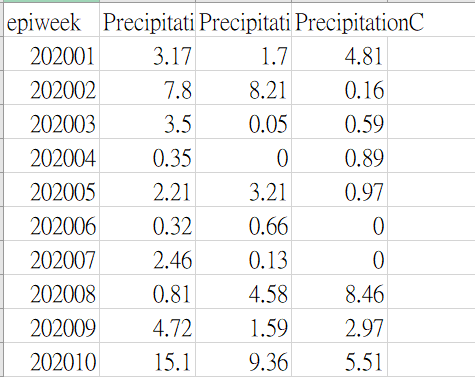 epiweek Precipitati Precipitati PrecipitationC
202001 3.17 1.7 4.81
202002 7.8 8.21 0.16
202003 3.5 0.05 0.59
202004 0.35 0 0.89
202005 2.21 3.21 0.97
202006 0.32 0.66 0
202007 2.46 0.13 0
202008 0.81 4.58 8.46
202009 4.72 1.59 2.97
202010 15.1 9.36 5.51